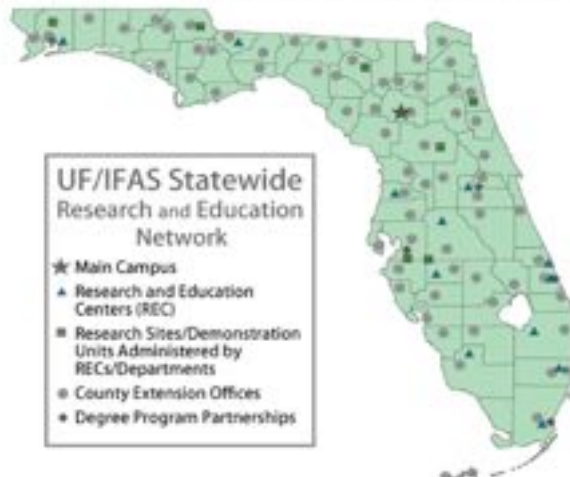 UF/IFAS Statewide
Research and Education
Network
Main Campus
Research and Education
Centers (REC)
Research Sites/Demonstration
Units Administered by
RECs/Departments
County Extension Offices
Degree Program Partnerships